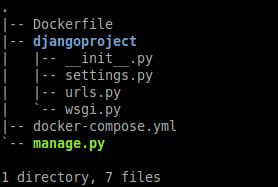 .
|-- Dockerfile
|-- djangoproject
|   |-- __init__.py
|   |-- settings.py
|   |-- urls.py
|   `-- wsgi.py
|-- docker-compose.yml
`-- manage.py

1 directory, 7 files